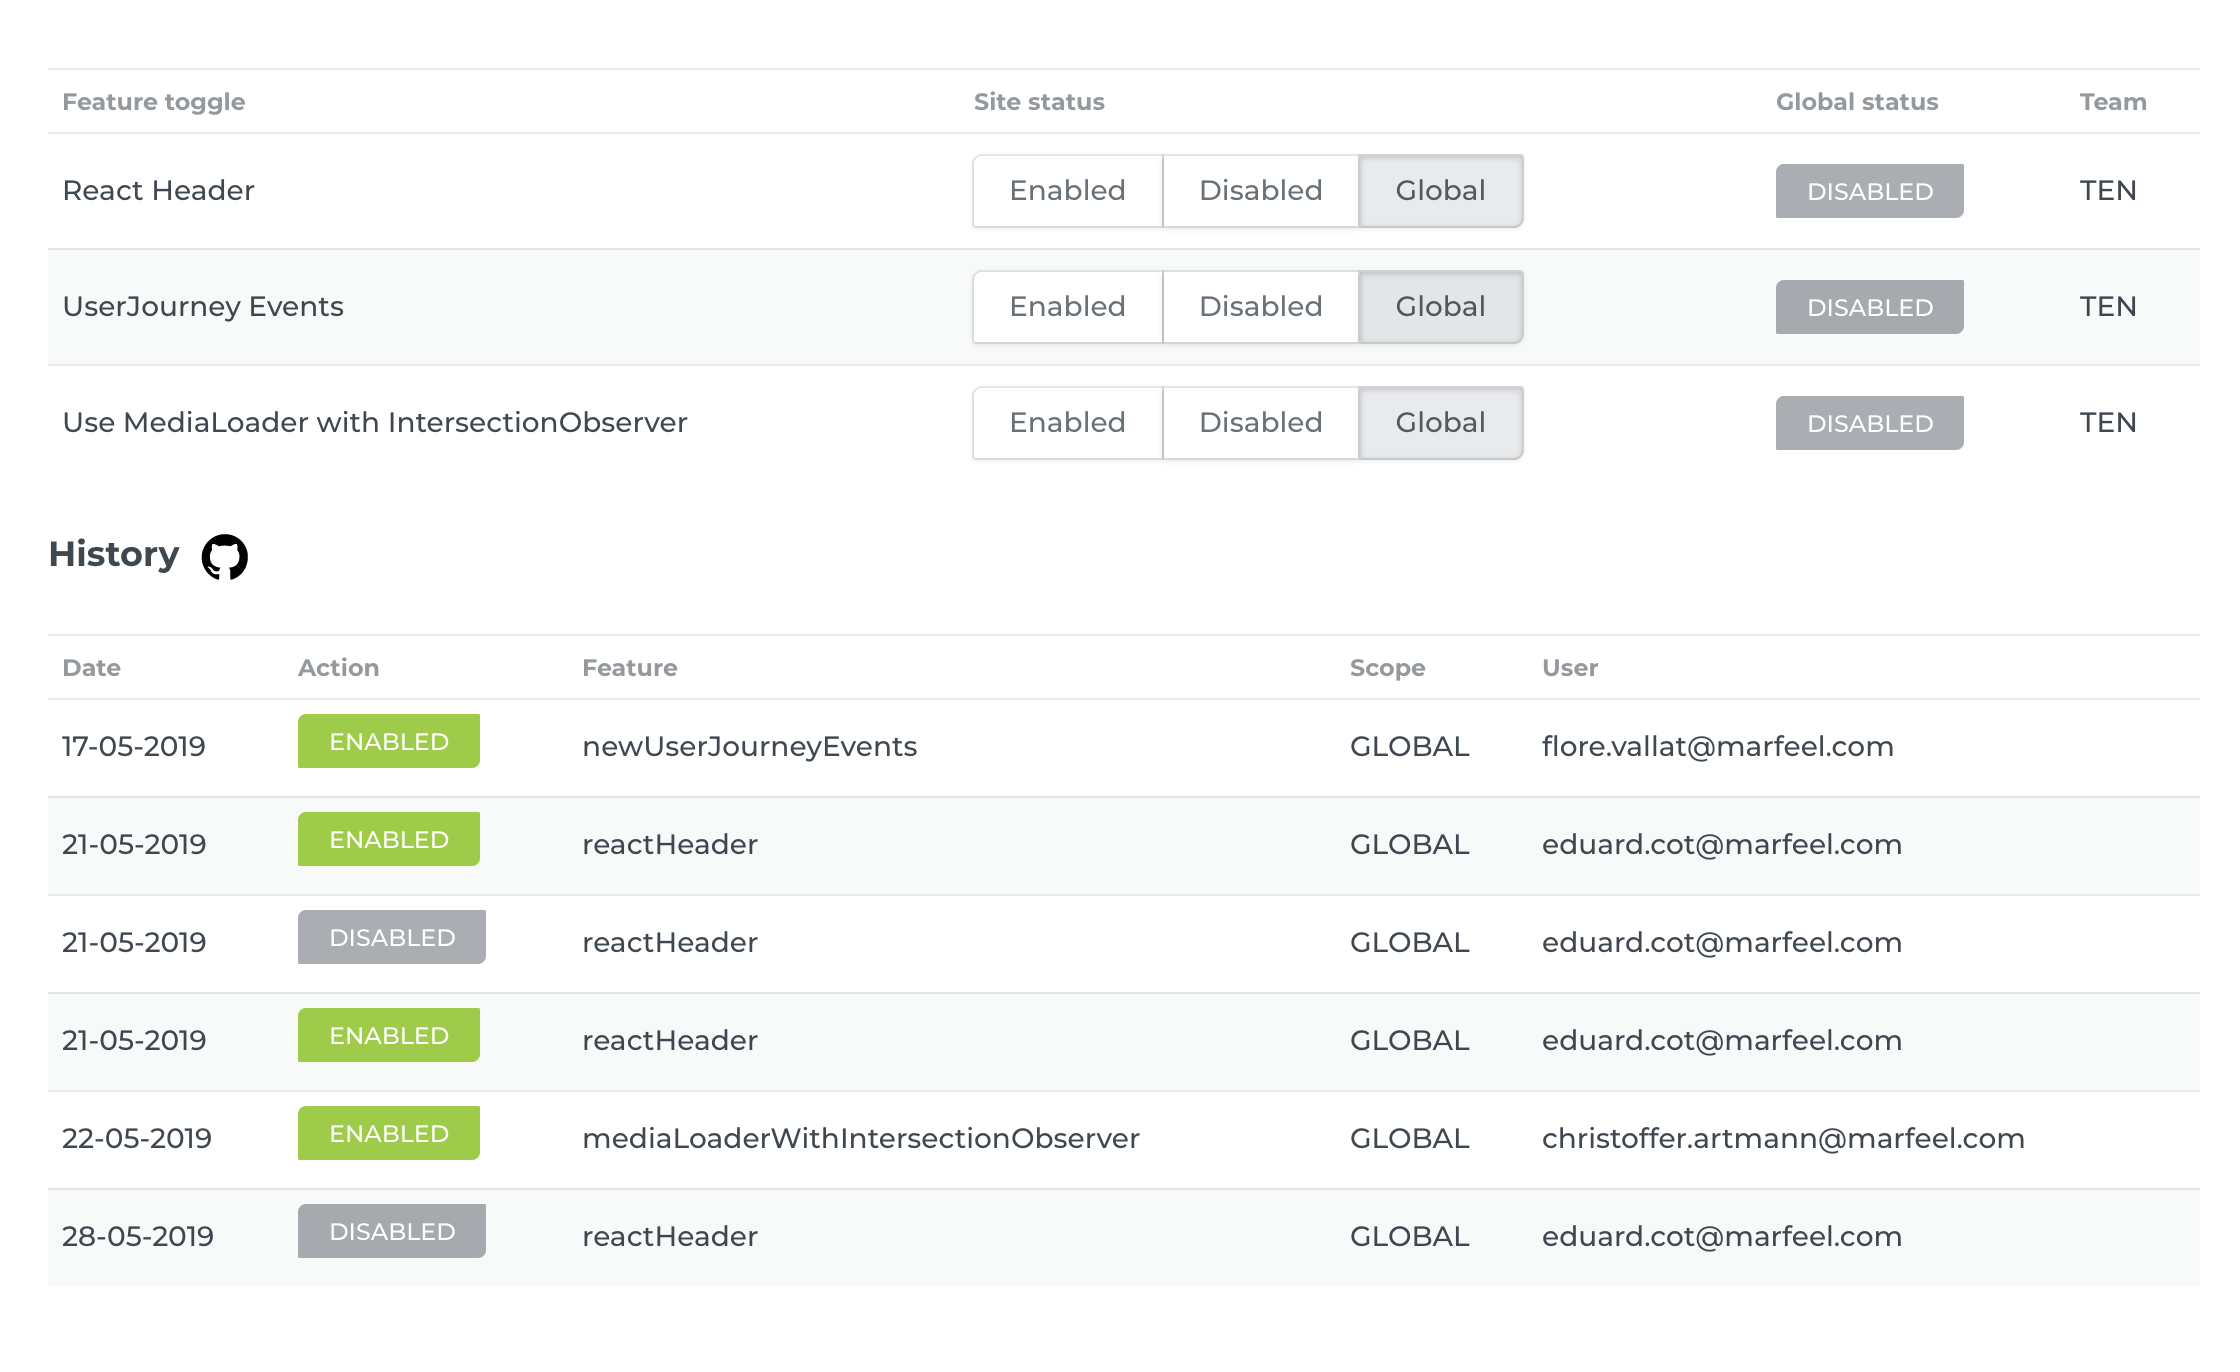 Feature toggle Site status Global status Team
React Header Enabled Disabled Global DISABLED TEN
UserJourney Events Enabled Disabled Global DISABLED TEN
Use MediaLoader with IntersectionObserver Enabled Disabled Global DISABLED TEN
History
Date Action Feature Scope User
17-05-2019 ENABLED newUserJourneyEvents GLOBAL flore.vallat@marfeel.com
21-05-2019 ENABLED reactHeader GLOBAL eduard.cot@marfeel.com
21-05-2019 DISABLED reactHeader GLOBAL eduard.cot@marfeel.com
21-05-2019 ENABLED reactHeader GLOBAL eduard.cot@marfeel.com
22-05-2019 ENABLED mediaLoaderWithIntersectionObserver GLOBAL christoffer.artmann@marfeel.com
28-05-2019 DISABLED reactHeader GLOBAL eduard.cot@marfeel.com